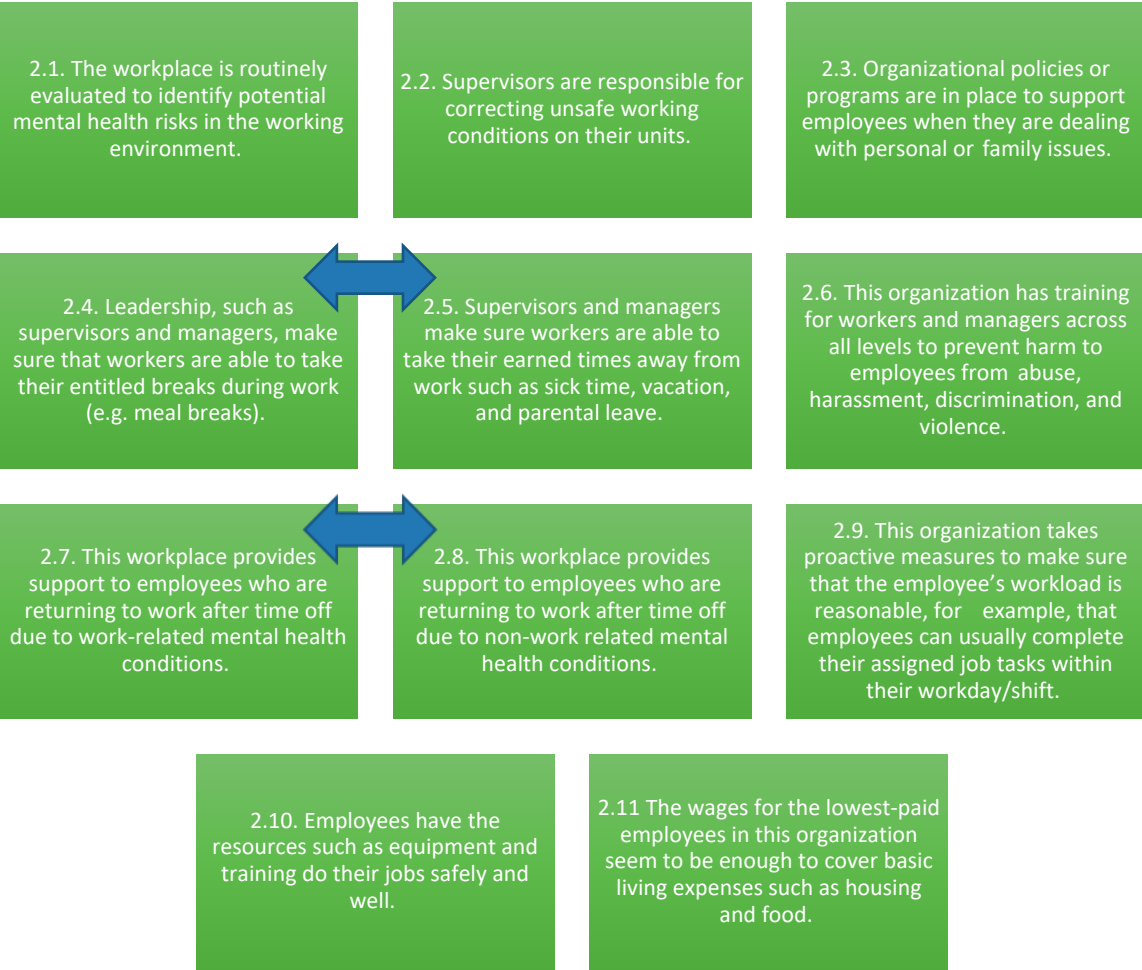 2.1. The workplace is routinely
evaluated to identify potential
mental health risks in the working
environment.
2.2. Supervisors are responsible for
correcting unsafe working
conditions on their units.
2.3. Organizational policies or
programs are in place to support
employees when they are dealing
with personal or family issues.
2.4. Leadership, such as
supervisors and managers, make
sure that workers are able to take
their entitled breaks during work
(e.g. meal breaks).
2.5. Supervisors and managers
make sure workers are able to
take their earned times away from
work such as sick time, vacation,
and parental leave.
2.6. This organization has training
for workers and managers across
all levels to prevent harm to
employees from abuse,
harassment, discrimination, and
violence.
2.7. This workplace provides
support to employees who are
returning to work after time off
due to work-related mental health
conditions.
2.8. This workplace provides
support to employees who are
returning to work after time off
due to non-work related mental
health conditions.
2.9. This organization takes
proactive measures to make sure
that the employee’s workload is
reasonable, for example, that
employees can usually complete
their assigned job tasks within
their workday/shift.
2.10. Employees have the
resources such as equipment and
training do their jobs safely and
well.
2.11 The wages for the lowest-paid
employees in this organization
seem to be enough to cover basic
living expenses such as housing
and food.